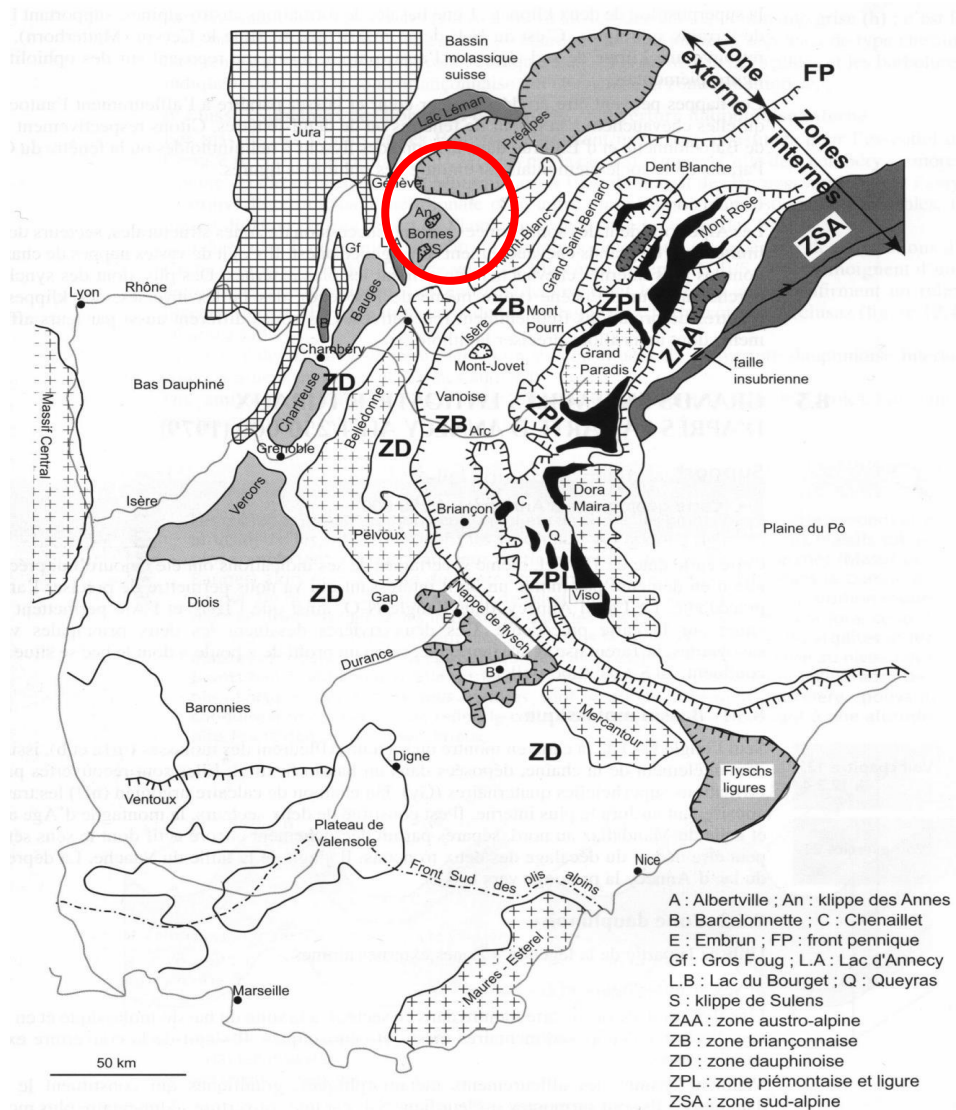 Bassin
molassique
suisse
Zone
externe
FP
Zones
internes
Lac Léman
Jura
Préalpes
Dent Blanche
Genève
Mont Rose
An
Bornes
S
Mont-Blanc
Grand Saint-Bernard
ZSA
L.A
Gf
Lyon
Rhône
Bauges
ZPL
ZB
A
Isère
Mont
Pourri
L.B
ZAA
Chambéry
Mont-Jovet
Grand
Paradis
faille
insubrienne
ZD
Bas Dauphiné
Vanoise
Chartreuse
Belledonne
ZB
ZPL
Massif Central
Arc
ZD
Grenoble
Isère
Vercors
C
Dora
Maira
Briançon
Plaine du Pô
Pelvoux
Q
ZPL
Viso
Diois
ZD
Gap
E
Nappe de flysch
Durance
B
Baronnies
Mercantour
ZD
Digne
Flyschs
ligures
Ventoux
Plateau de
Valensole
Front Sud des plis alpins
Nice
Maures - Esterel
Marseille
50 km
A : Albertville ; An : klippe des Annes
B : Barcelonnette ; C : Chenaillet
E : Embrun ; FP : front pennique
Gf : Gros Foug ; L.A : Lac d'Annecy
L.B : Lac du Bourget ; Q : Queyras
S : klippe de Sulens
ZAA : zone austro-alpine
ZB : zone briançonnaise
ZD : zone dauphinoise
ZPL : zone piémontaise et ligure
ZSA : zone sud-alpine